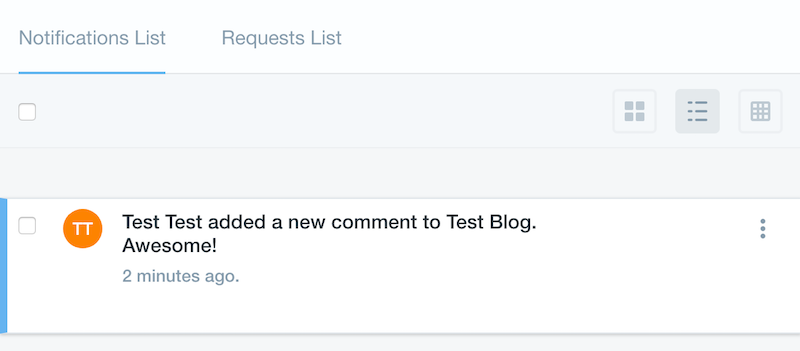 Notifications List Requests List
TT
Test Test added a new comment to Test Blog.
Awesome!
2 minutes ago.